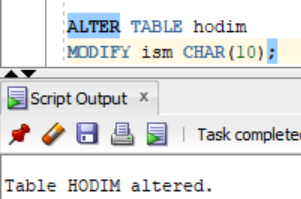 ALTER TABLE hodim
MODIFY ism CHAR(10);
Script Output x
Task complete
Table HODIM altered.